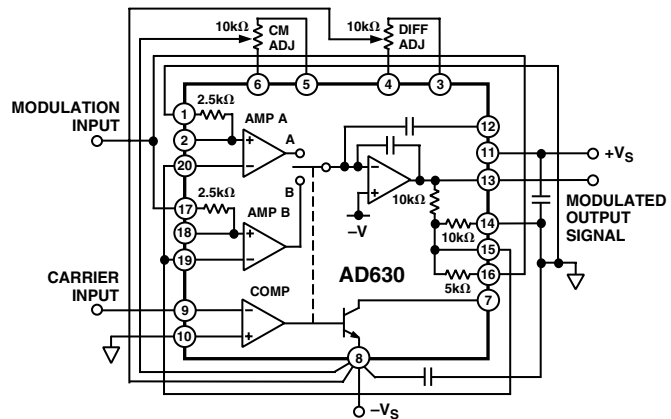 10kΩ
CM
ADJ
10kΩ
DIFF
ADJ
6
5
4
3
MODULATION
INPUT
1
2.5kΩ
AMP A
2
+
A
12
20
–
11
+VS
B
–
13
17
2.5kΩ
+
10kΩ
MODULATED
OUTPUT
SIGNAL
AMP B
18
+
–V
14
10kΩ
19
–
15
CARRIER
INPUT
AD630
16
5kΩ
COMP
9
–
7
10
+
8
–VS